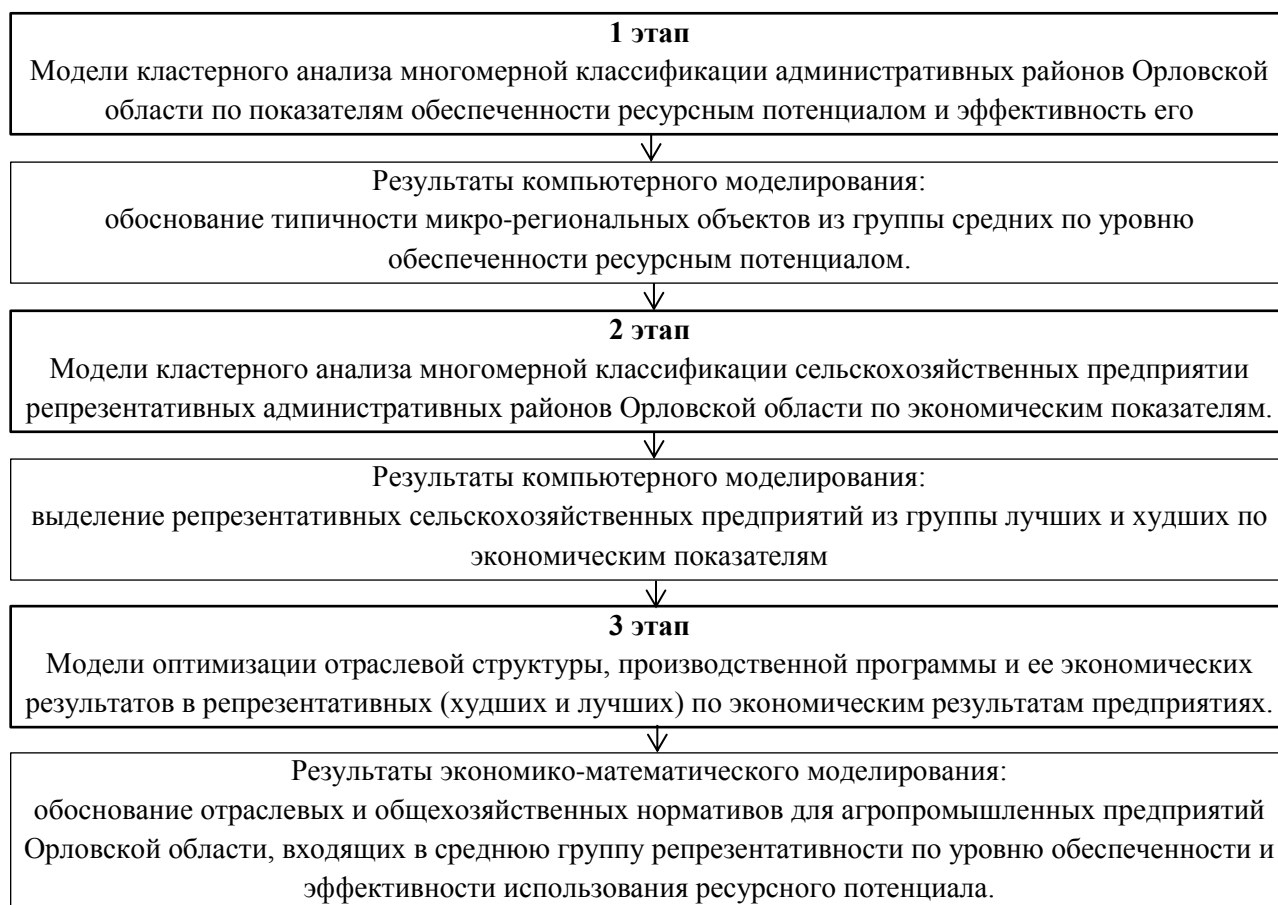 1 этап
Модели кластерного анализа многомерной классификации административных районов Орловской
области по показателям обеспеченности ресурсным потенциалом и эффективность его
Результаты компьютерного моделирования:
обоснование типичности микро-региональных объектов из группы средних по уровню
обеспеченности ресурсным потенциалом.
2 этап
Модели кластерного анализа многомерной классификации сельскохозяйственных предприятии
репрезентативных административных районов Орловской области по экономическим показателям.
Результаты компьютерного моделирования:
выделение репрезентативных сельскохозяйственных предприятий из группы лучших и худших по
экономическим показателям
3 этап
Модели оптимизации отраслевой структуры, производственной программы и ее экономических
результатов в репрезентативных (худших и лучших) по экономическим результатам предприятиях.
Результаты экономико-математического моделирования:
обоснование отраслевых и общехозяйственных нормативов для агропромышленных предприятий
Орловской области, входящих в среднюю группу репрезентативности по уровню обеспеченности и
эффективности использования ресурсного потенциала.